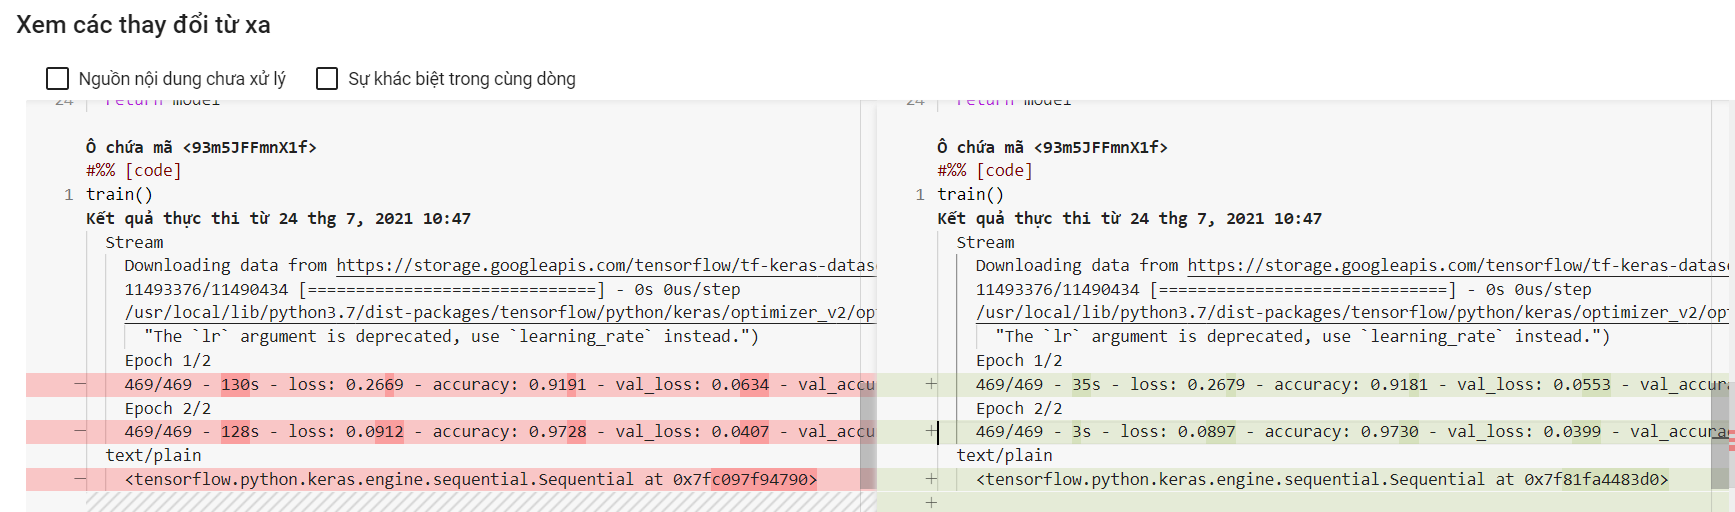 Xem các thay đổi từ xa
Nguồn nội dung chưa xử lý
Sự khác biệt trong cùng dòng
24 return model
Ô chứa mã <93m5JFFmnX1f>
#%% [code]
1 train()
Kết quả thực thi từ 24 thg 7, 2021 10:47
Stream
Downloading data from https://storage.googleapis.com/tensorflow/tf-keras-datas
11493376/11490434 [==============================] - 0s 0us/step
/usr/local/lib/python3.7/dist-packages/tensorflow/python/keras/optimizer_v2/op
"The `lr` argument is deprecated, use `learning_rate` instead.")
Epoch 1/2
− 469/469 - 130s - loss: 0.2669 - accuracy: 0.9191 - val_loss: 0.0634 - val_accu
Epoch 2/2
− 469/469 - 128s - loss: 0.0912 - accuracy: 0.9728 - val_loss: 0.0407 - val_accu
text/plain
− <tensorflow.python.keras.engine.sequential.Sequential at 0x7fc097f94790>
24 return model
Ô chứa mã <93m5JFFmnX1f>
#%% [code]
1 train()
Kết quả thực thi từ 24 thg 7, 2021 10:47
Stream
Downloading data from https://storage.googleapis.com/tensorflow/tf-keras-datas
11493376/11490434 [==============================] - 0s 0us/step
/usr/local/lib/python3.7/dist-packages/tensorflow/python/keras/optimizer_v2/op
"The `lr` argument is deprecated, use `learning_rate` instead.")
Epoch 1/2
+ 469/469 - 35s - loss: 0.2679 - accuracy: 0.9181 - val_loss: 0.0553 - val_accura
Epoch 2/2
+ 469/469 - 3s - loss: 0.0897 - accuracy: 0.9730 - val_loss: 0.0399 - val_accura
text/plain
+ <tensorflow.python.keras.engine.sequential.Sequential at 0x7f81fa4483d0>
+